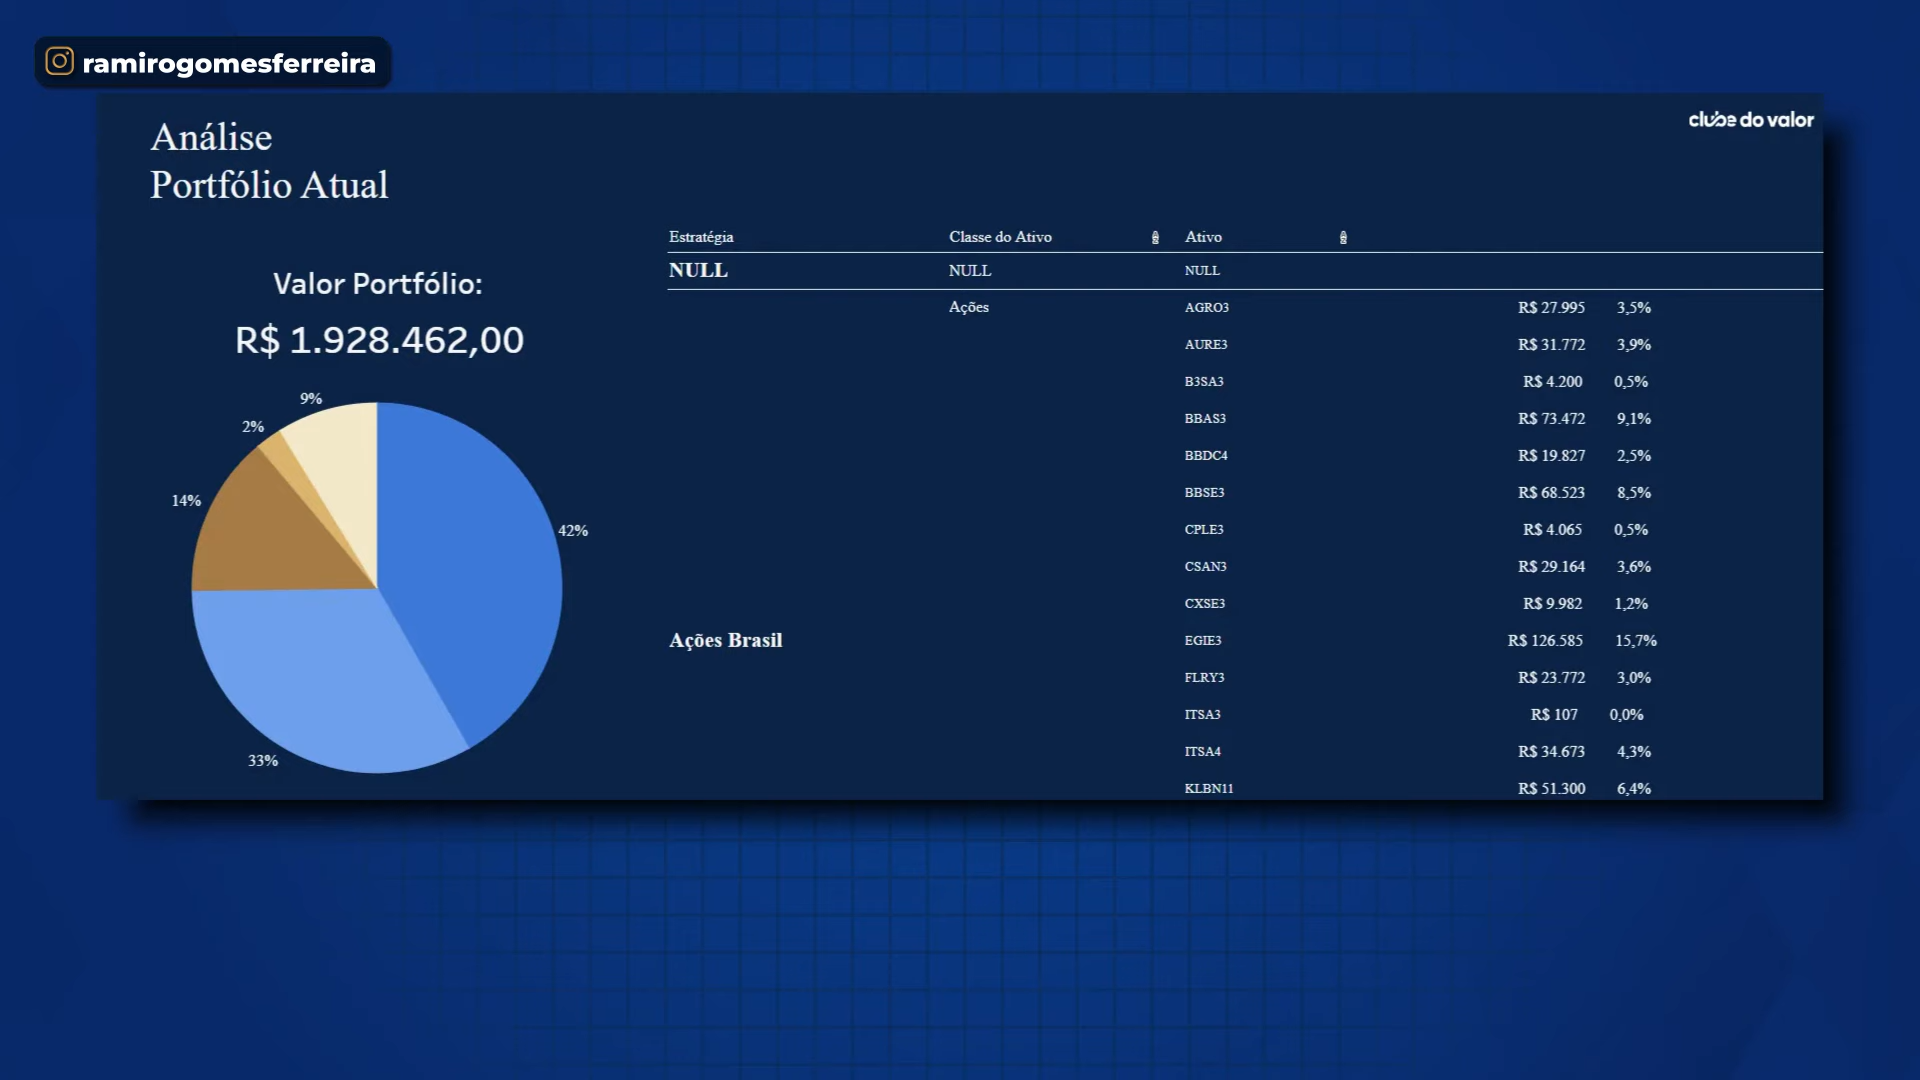 ramirogomesferreira
clube do valor
Análise
Portfólio Atual
Valor Portfólio:
R$ 1.928.462,00
9%
2%
14%
42%
33%
Estratégia Classe do Ativo Ativo
NULL NULL NULL
Ações AGRO3 R$ 27.995 3,5%
AURE3 R$ 31.772 3,9%
B3SA3 R$ 4.200 0,5%
BBAS3 R$ 73.472 9,1%
BBDC4 R$ 19.827 2,5%
BBSE3 R$ 68.523 8,5%
CPLE3 R$ 4.065 0,5%
CSAN3 R$ 29.164 3,6%
CXSE3 R$ 9.982 1,2%
Ações Brasil EGIE3 R$ 126.585 15,7%
FLRY3 R$ 23.772 3,0%
ITSA3 R$ 107 0,0%
ITSA4 R$ 34.673 4,3%
KLBN11 R$ 51.300 6,4%